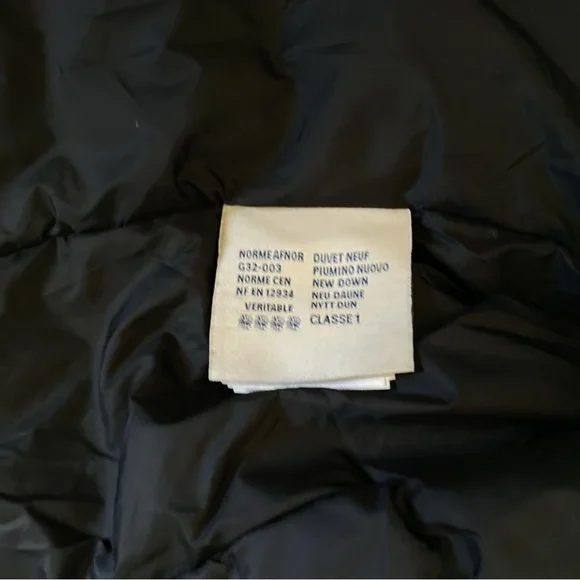 NORME AFNOR
G32-003
NORME CEN
NF EN 12934
VERITABLE
DUVET NEUF
PIUMINO NUOVO
NEW DOWN
NEU DAUNE
NYTT DUN
CLASSE 1